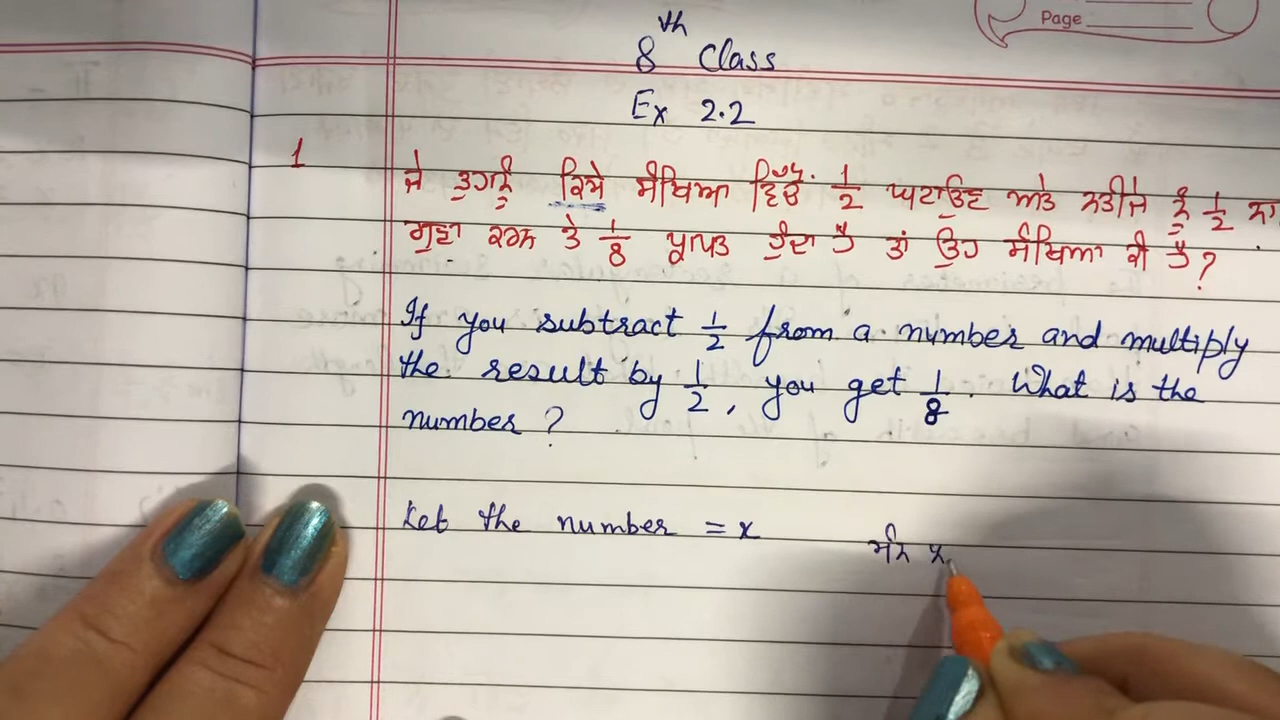 Page
8th Class
Ex 2.2
1 ਜੇ ਤੁਹਾਨੂੰ ਕਿਸੇ ਸੰਖਿਆ ਵਿੱਚੋਂ 1/2 ਘਟਾਉਣ ਅਤੇ ਨਤੀਜੇ ਨੂੰ 1/2 ਨਾਲ
ਗੁਣਾ ਕਰਨ ਤੇ 1/8 ਪ੍ਰਾਪਤ ਹੁੰਦਾ ਹੈ ਤਾਂ ਉਹ ਸੰਖਿਆ ਕੀ ਹੈ?
If you subtract 1/2 from a number and multiply
the result by 1/2, you get 1/8. What is the
number?
Let the number = x ਮੰਨ